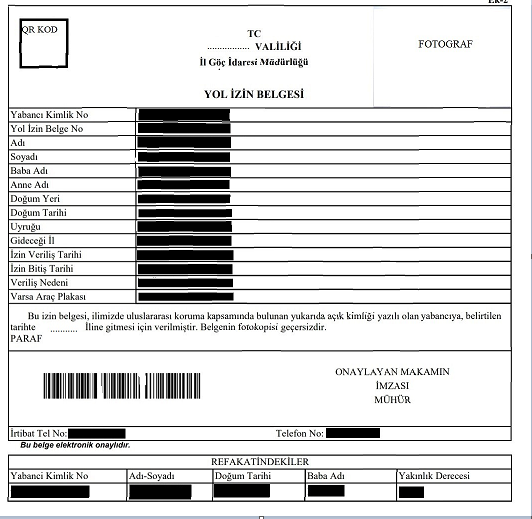 EK-2
QR KOD
TC
................. VALİLİĞİ
İl Göç İdaresi Müdürlüğü
FOTOGRAF
YOL İZİN BELGESİ
Yabancı Kimlik No
Yol İzin Belge No
Adı
Soyadı
Baba Adı
Anne Adı
Doğum Yeri
Doğum Tarihi
Uyruğu
Gideceği İl
İzin Veriliş Tarihi
İzin Bitiş Tarihi
Veriliş Nedeni
Varsa Araç Plakası
Bu izin belgesi, ilimizde uluslararası koruma kapsamında bulunan yukarıda açık kimliği yazılı olan yabancıya, belirtilen
tarihte ........... İline gitmesi için verilmiştir. Belgenin fotokopisi geçersizdir.
PARAF
ONAYLAYAN MAKAMIN
İMZASI
MÜHÜR
İrtibat Tel No:
Telefon No:
Bu belge elektronik onaylıdır.
REFAKATİNDEKİLER
Yabanci Kimlik No Adı-Soyadı Doğum Tarihi Baba Adı Yakınlık Derecesi